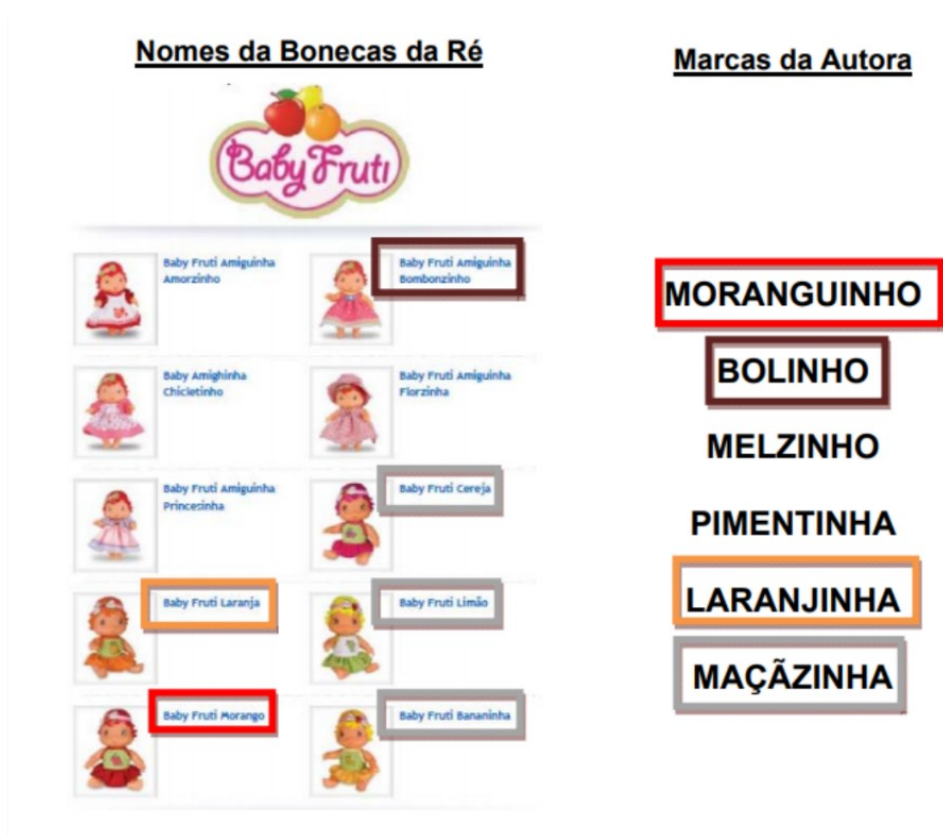 Nomes da Bonecas da Ré
Marcas da Autora
Baby Fruti
Baby Fruti Amiguinha
Amorzinho
Baby Fruti Amiguinha
Bombonzinho
Baby Amighinha
Chicletinho
Baby Fruti Amiguinha
Florzinha
Baby Fruti Amiguinha
Princesinha
Baby Fruti Cereja
Baby Fruti Laranja
Baby Fruti Limão
Baby Fruti Morango
Baby Fruti Bananinha
MORANGUINHO
BOLINHO
MELZINHO
PIMENTINHA
LARANJINHA
MAÇÃZINHA